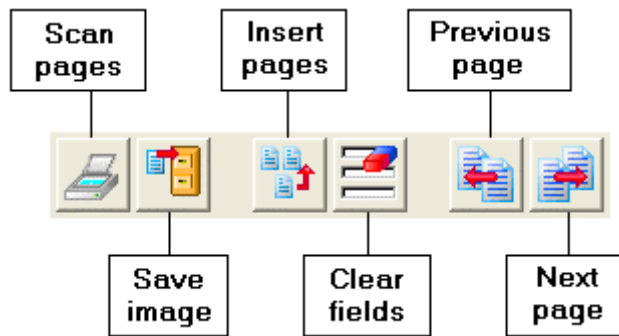 Scan
pages
Insert
pages
Previous
page
Save
image
Clear
fields
Next
page